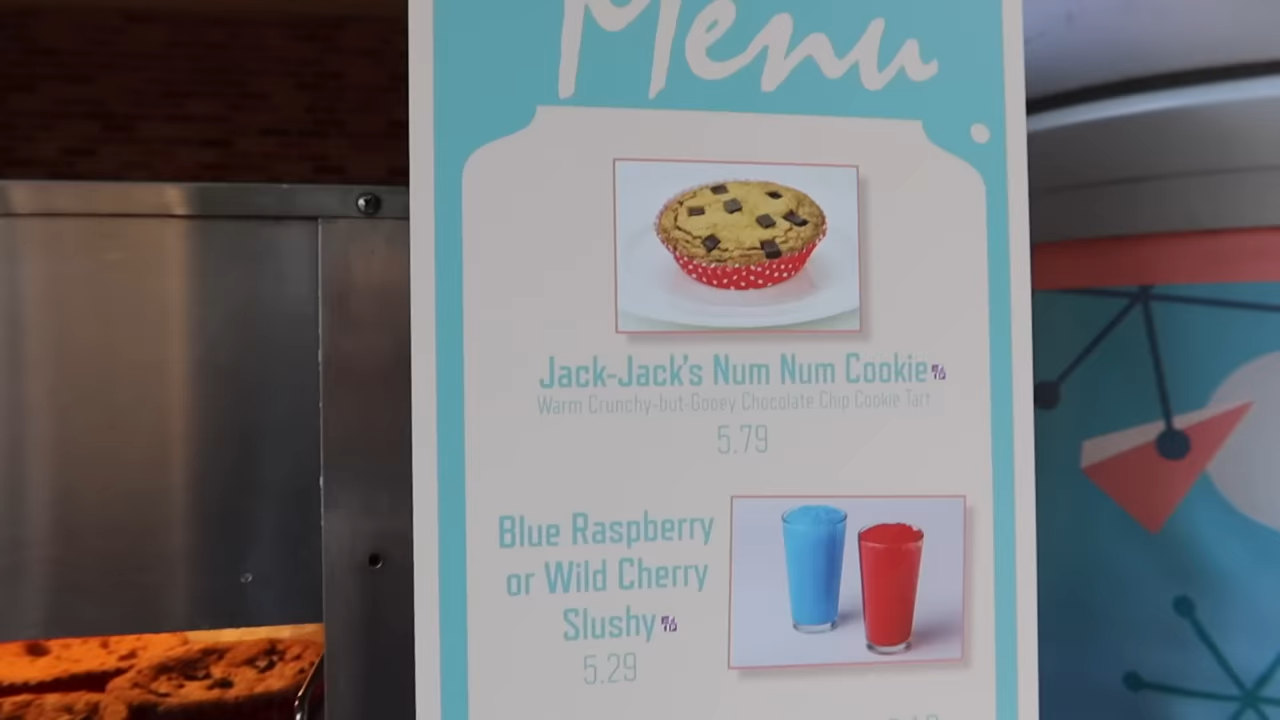 Menu
Jack-Jack's Num Num Cookie
Warm Crunchy-but-Gooey Chocolate Chip Cookie Tart
5.79
Blue Raspberry
or Wild Cherry
Slushy
5.29